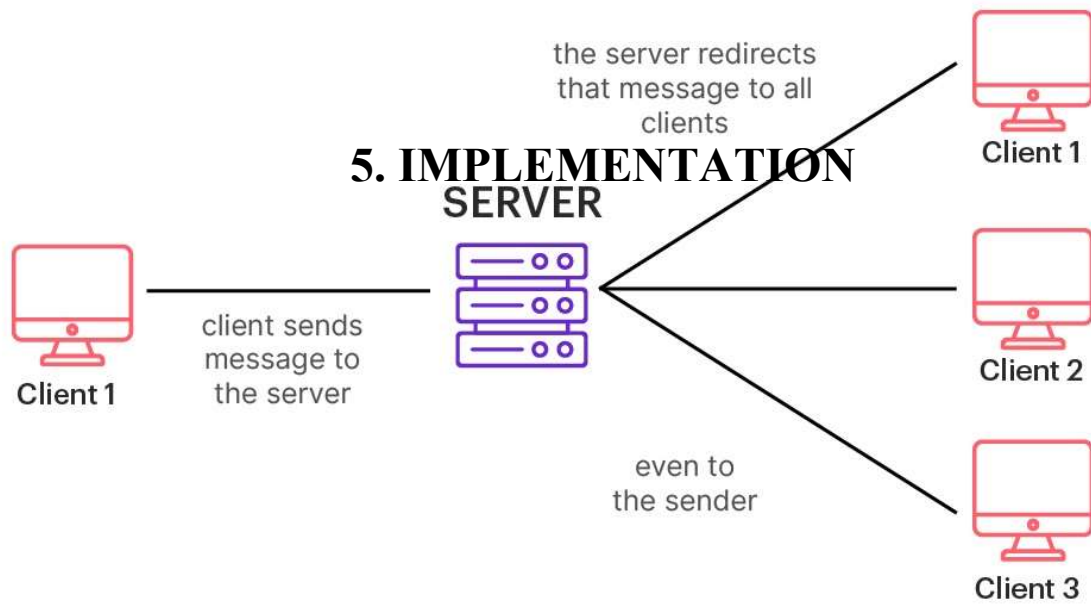 the server redirects
that message to all
clients
Client 1
5. IMPLEMENTATION
SERVER
client sends
message to
the server
Client 1
Client 2
even to
the sender
Client 3